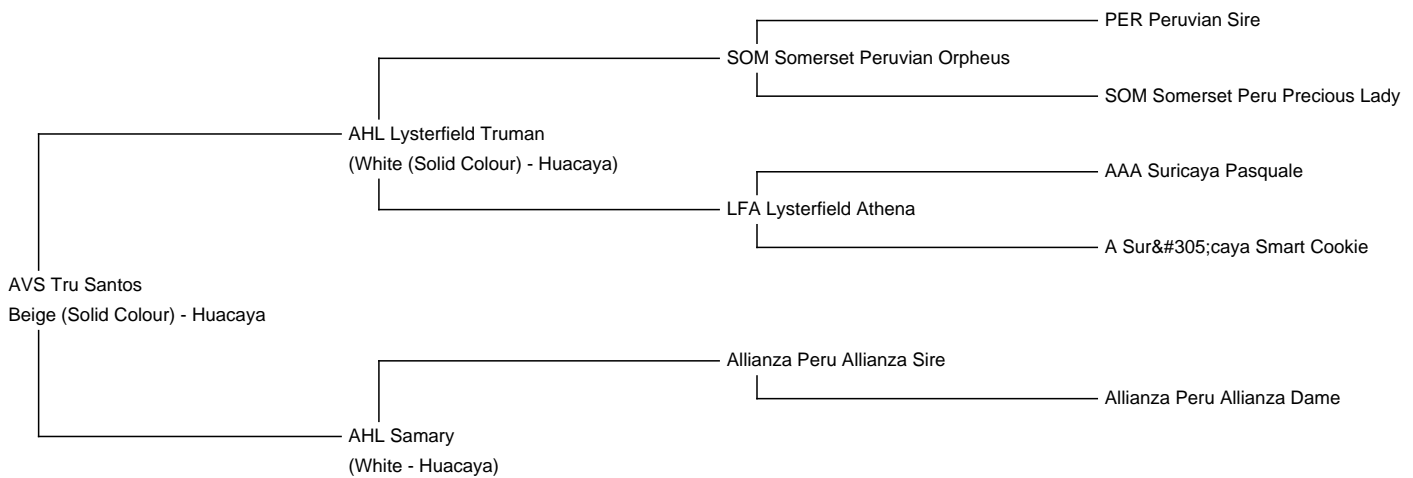 PER Peruvian Sire
SOM Somerset Peruvian Orpheus
SOM Somerset Peru Precious Lady
AHL Lysterfield Truman
(White (Solid Colour) - Huacaya)
AAA Suricaya Pasquale
LFA Lysterfield Athena
A Sur&#305;caya Smart Cookie
AVS Tru Santos
Beige (Solid Colour) - Huacaya
Allianza Peru Allianza Sire
Allianza Peru Allianza Dame
AHL Samary
(White - Huacaya)